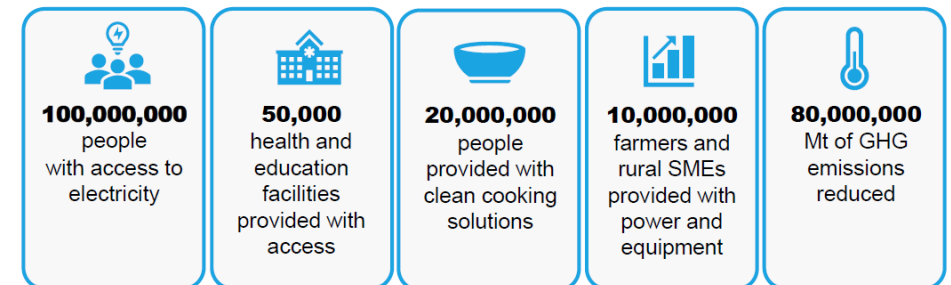 100,000,000
people
with access to
electricity
50,000
health and
education
facilities
provided with
access
20,000,000
people
provided with
clean cooking
solutions
10,000,000
farmers and
rural SMEs
provided with
power and
equipment
80,000,000
Mt of GHG
emissions
reduced